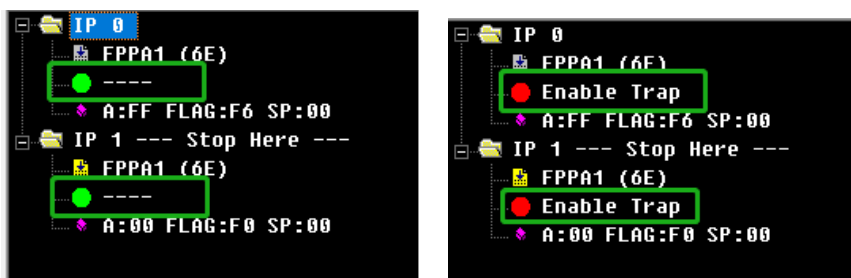 IP 0
FPPA1 (6E)
----
A:FF FLAG:F6 SP:00
IP 1 --- Stop Here ---
FPPA1 (6E)
----
A:00 FLAG:F0 SP:00
IP 0
FPPA1 (6E)
Enable Trap
A:FF FLAG:F6 SP:00
IP 1 --- Stop Here ---
FPPA1 (6E)
Enable Trap
A:00 FLAG:F0 SP:00